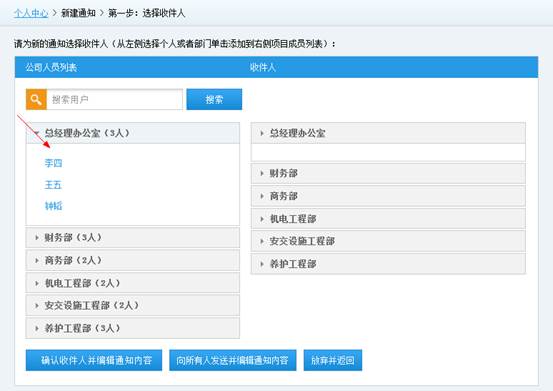 个人中心 > 新建通知 > 第一步：选择收件人
请为新的通知选择收件人（从左侧选择个人或者部门单击添加到右侧项目成员列表）：
公司人员列表 收件人
搜索用户 搜索
总经理办公室（3人） 总经理办公室
李四
王五
钟韬
财务部
商务部
机电工程部
安交设施工程部
养护工程部
财务部（3人）
商务部（2人）
机电工程部（2人）
安交设施工程部（2人）
养护工程部（3人）
确认收件人并编辑通知内容 向所有人发送并编辑通知内容 放弃并返回